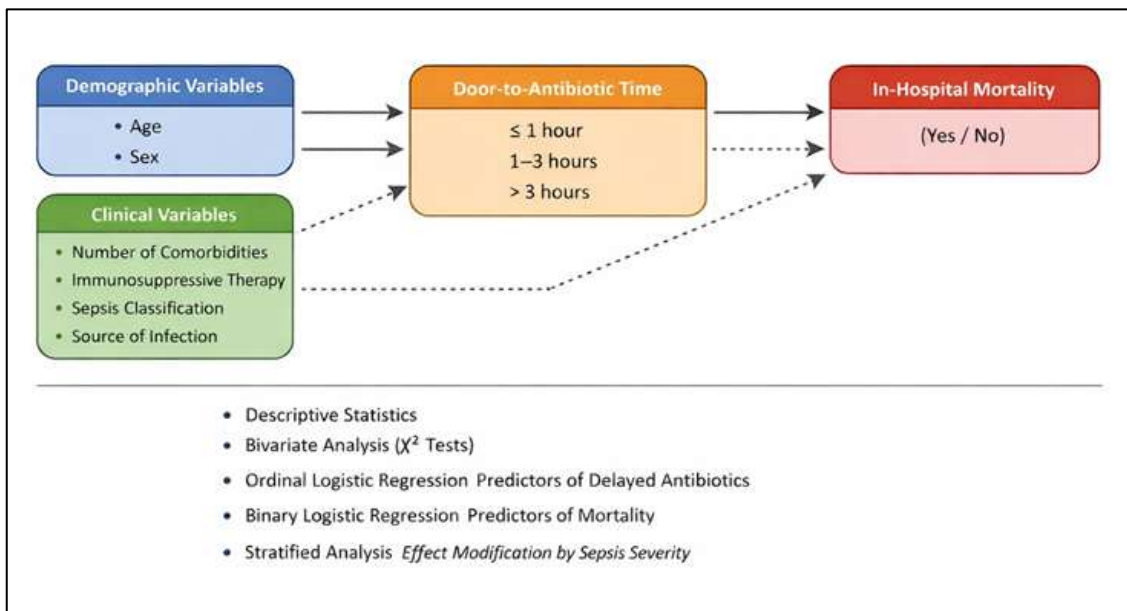 Demographic Variables
• Age
• Sex
Clinical Variables
• Number of Comorbidities
• Immunosuppressive Therapy
• Sepsis Classification
• Source of Infection
Door-to-Antibiotic Time
≤ 1 hour
1–3 hours
> 3 hours
In-Hospital Mortality
(Yes / No)
• Descriptive Statistics
• Bivariate Analysis (χ² Tests)
• Ordinal Logistic Regression Predictors of Delayed Antibiotics
• Binary Logistic Regression Predictors of Mortality
• Stratified Analysis Effect Modification by Sepsis Severity